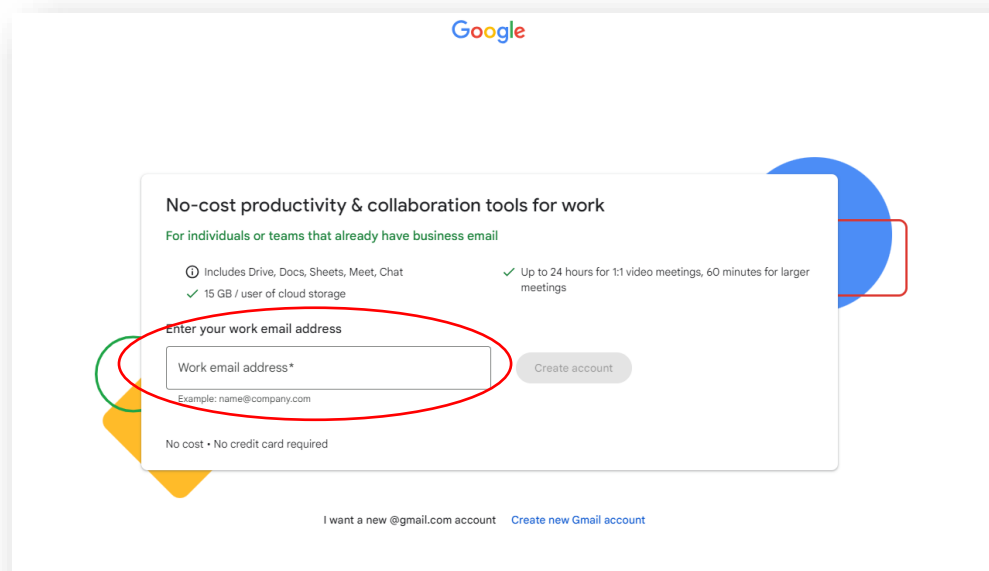 Google
No-cost productivity & collaboration tools for work
For individuals or teams that already have business email
Includes Drive, Docs, Sheets, Meet, Chat
15 GB / user of cloud storage
Up to 24 hours for 1:1 video meetings, 60 minutes for larger
meetings
Enter your work email address
Work email address*
Create account
Example: name@company.com
No cost • No credit card required
I want a new @gmail.com account Create new Gmail account